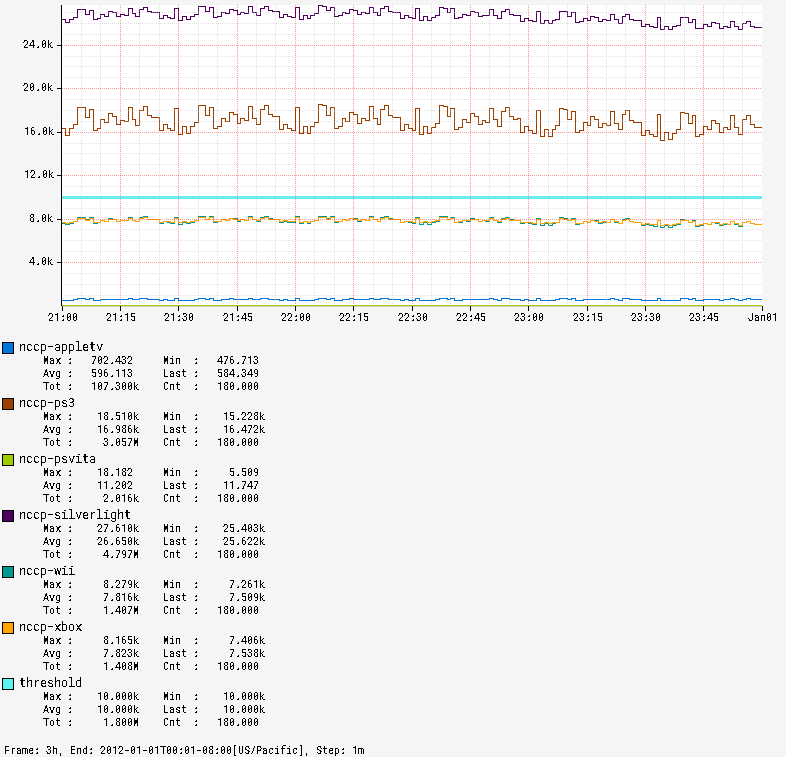 24.0k
20.0k
16.0k
12.0k
8.0k
4.0k
21:00 21:15 21:30 21:45 22:00 22:15 22:30 22:45 23:00 23:15 23:30 23:45 Jan01
nccp-appletv
Max : 702.432 Min : 476.713
Avg : 596.113 Last : 584.349
Tot : 107.300k Cnt : 180.000
nccp-ps3
Max : 18.510k Min : 15.228k
Avg : 16.986k Last : 16.472k
Tot : 3.057M Cnt : 180.000
nccp-psvita
Max : 18.182 Min : 5.509
Avg : 11.202 Last : 11.747
Tot : 2.016k Cnt : 180.000
nccp-silverlight
Max : 27.610k Min : 25.403k
Avg : 26.650k Last : 25.622k
Tot : 4.797M Cnt : 180.000
nccp-wii
Max : 8.279k Min : 7.261k
Avg : 7.816k Last : 7.509k
Tot : 1.407M Cnt : 180.000
nccp-xbox
Max : 8.165k Min : 7.406k
Avg : 7.823k Last : 7.538k
Tot : 1.408M Cnt : 180.000
threshold
Max : 10.000k Min : 10.000k
Avg : 10.000k Last : 10.000k
Tot : 1.800M Cnt : 180.000
Frame: 3h, End: 2012-01-01T00:01-08:00[US/Pacific], Step: 1m